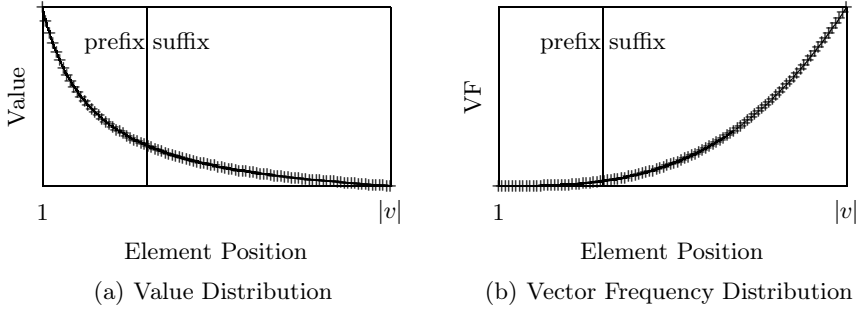 prefix suffix
Value
1 |v|
Element Position
(a) Value Distribution
prefix suffix
VF
1 |v|
Element Position
(b) Vector Frequency Distribution